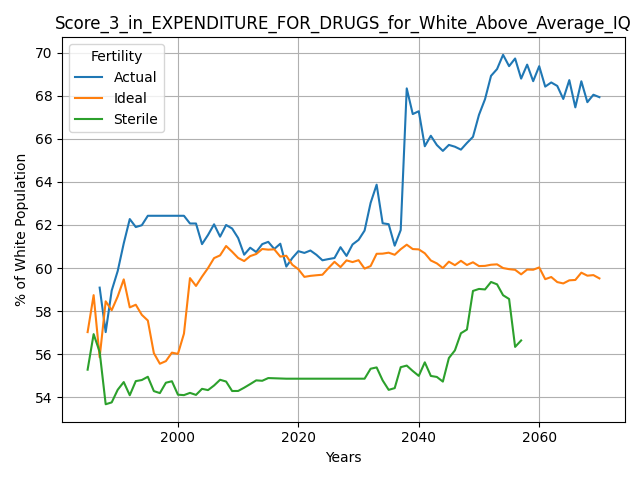 Score_3_in_EXPENDITURE_FOR_DRUGS_for_White_Above_Average_IQ
Fertility
Actual
Ideal
Sterile
% of White Population
70
68
66
64
62
60
58
56
54
2000 2020 2040 2060
Years